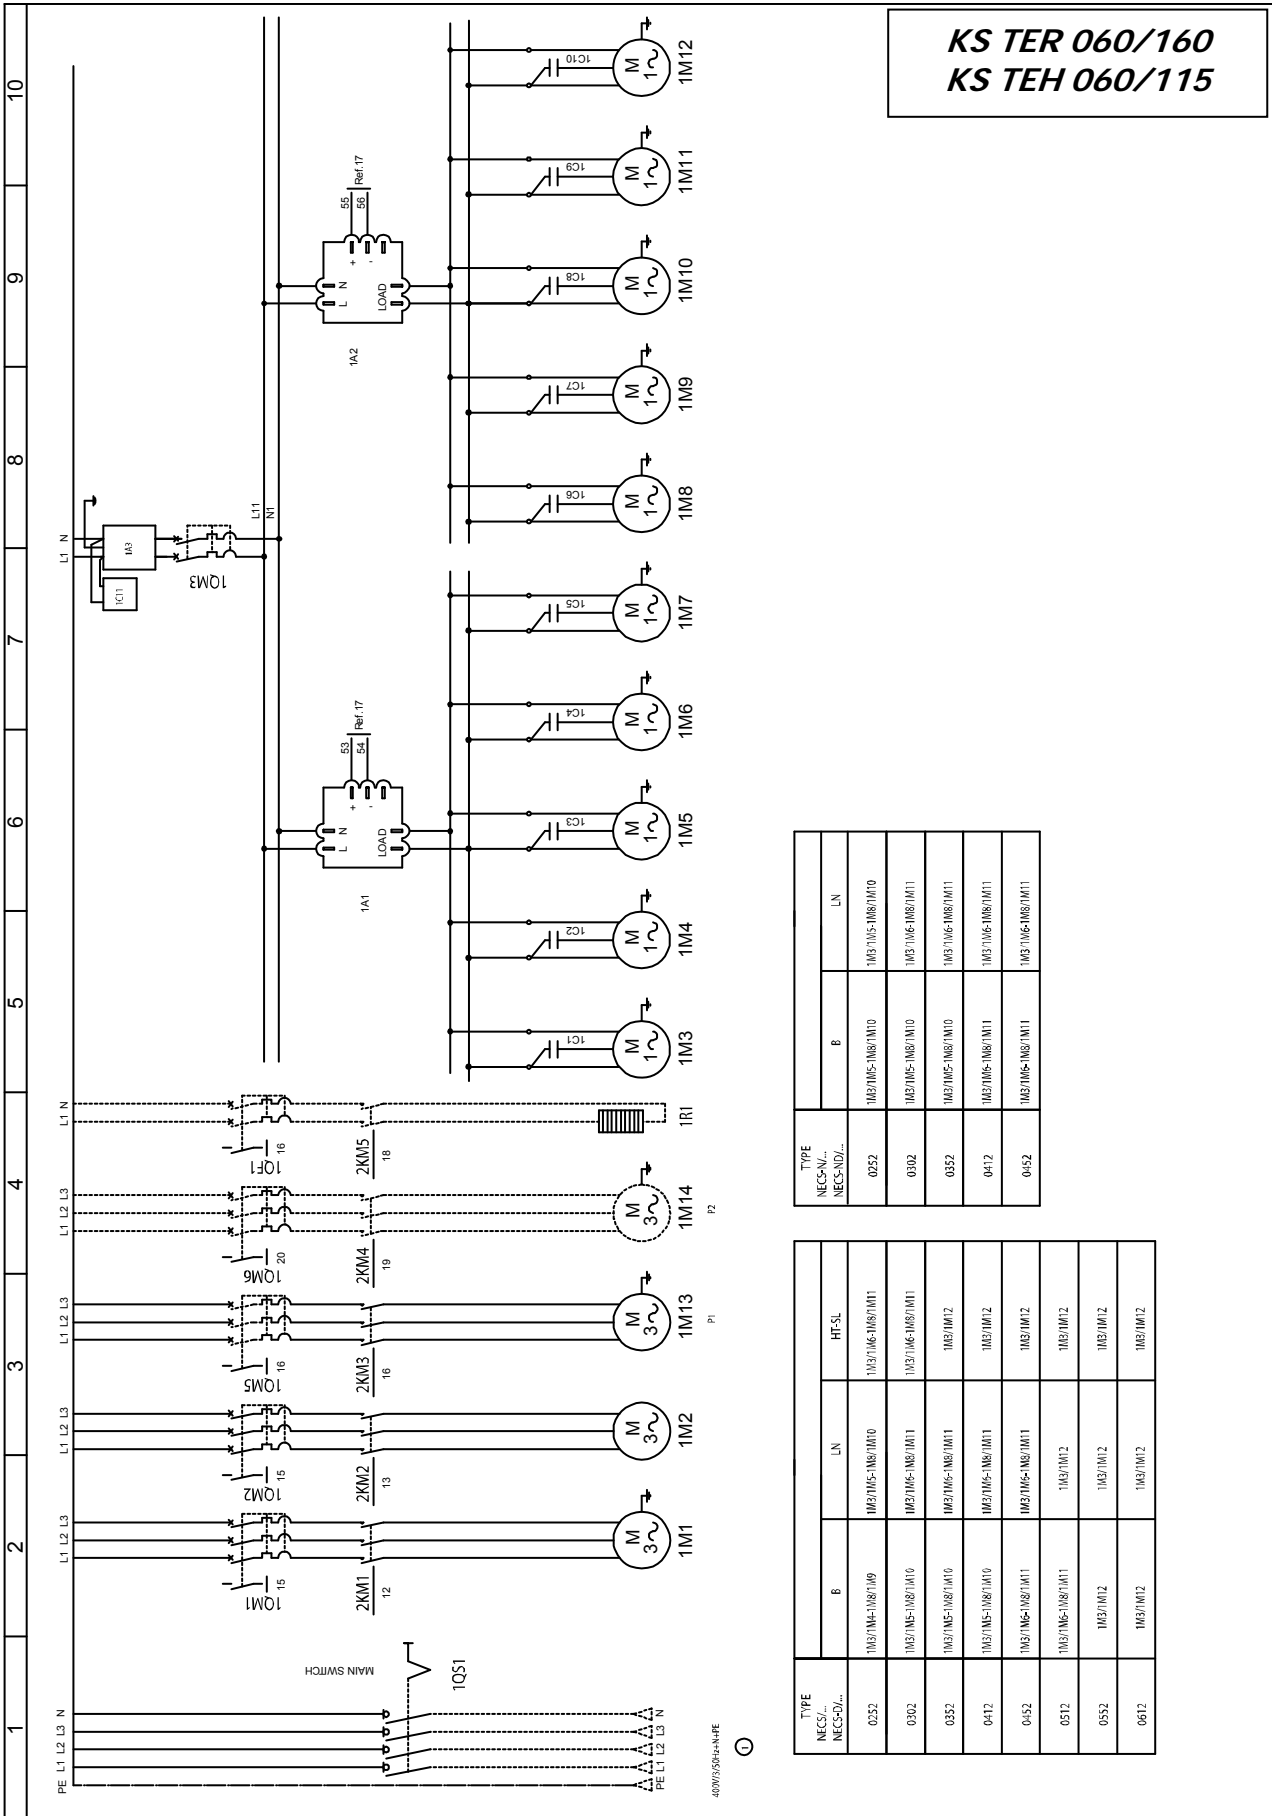 KS TER 060/160
KS TEH 060/115
1
2
3
4
5
6
7
8
9
10
PE L1 L2 L3 N
MAIN SWITCH
1QS1
PE L1 L2 L3 N
400V/3/50Hz+N+PE
1
L1 L2 L3
1QM1
15
2KM1
12
M
3
1M1
L1 L2 L3
1QM2
15
2KM2
13
M
3
1M2
L1 L2 L3
1QM5
16
2KM3
16
M
3
1M13
P1
L1 L2 L3
1QM6
20
2KM4
19
M
3
1M14
P2
L1 N
1QF1
16
2KM5
18
1R1
L1 N
1A3
1C11
1QM3
L11
N1
1A1
L N
LOAD
+ -
53
54
Ref.17
1A2
L N
LOAD
+ -
55
56
Ref.17
1C1
M
1
1M3
1C2
M
1
1M4
1C3
M
1
1M5
1C4
M
1
1M6
1C5
M
1
1M7
1C6
M
1
1M8
1C7
M
1
1M9
1C8
M
1
1M10
1C9
M
1
1M11
1C10
M
1
1M12
TYPE
NECS/...
NECS-D/...
B
LN
HT-SL
0252 1M3/1M4-1M8/1M9 1M3/1M5-1M8/1M10 1M3/1M6-1M8/1M11
0302 1M3/1M5-1M8/1M10 1M3/1M6-1M8/1M11 1M3/1M6-1M8/1M11
0352 1M3/1M5-1M8/1M10 1M3/1M6-1M8/1M11 1M3/1M12
0412 1M3/1M5-1M8/1M10 1M3/1M6-1M8/1M11 1M3/1M12
0452 1M3/1M6-1M8/1M11 1M3/1M6-1M8/1M11 1M3/1M12
0512 1M3/1M6-1M8/1M11 1M3/1M12 1M3/1M12
0552 1M3/1M12 1M3/1M12 1M3/1M12
0612 1M3/1M12 1M3/1M12 1M3/1M12
TYPE
NECS-N/...
NECS-ND/...
B
LN
0252 1M3/1M5-1M8/1M10 1M3/1M5-1M8/1M10
0302 1M3/1M5-1M8/1M10 1M3/1M6-1M8/1M11
0352 1M3/1M5-1M8/1M10 1M3/1M6-1M8/1M11
0412 1M3/1M6-1M8/1M11 1M3/1M6-1M8/1M11
0452 1M3/1M6-1M8/1M11 1M3/1M6-1M8/1M11